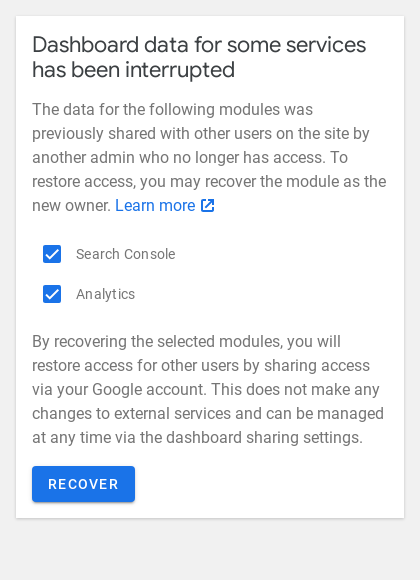 Dashboard data for some services
has been interrupted
The data for the following modules was
previously shared with other users on the site by
another admin who no longer has access. To
restore access, you may recover the module as the
new owner. Learn more
Search Console
Analytics
By recovering the selected modules, you will
restore access for other users by sharing access
via your Google account. This does not make any
changes to external services and can be managed
at any time via the dashboard sharing settings.
RECOVER